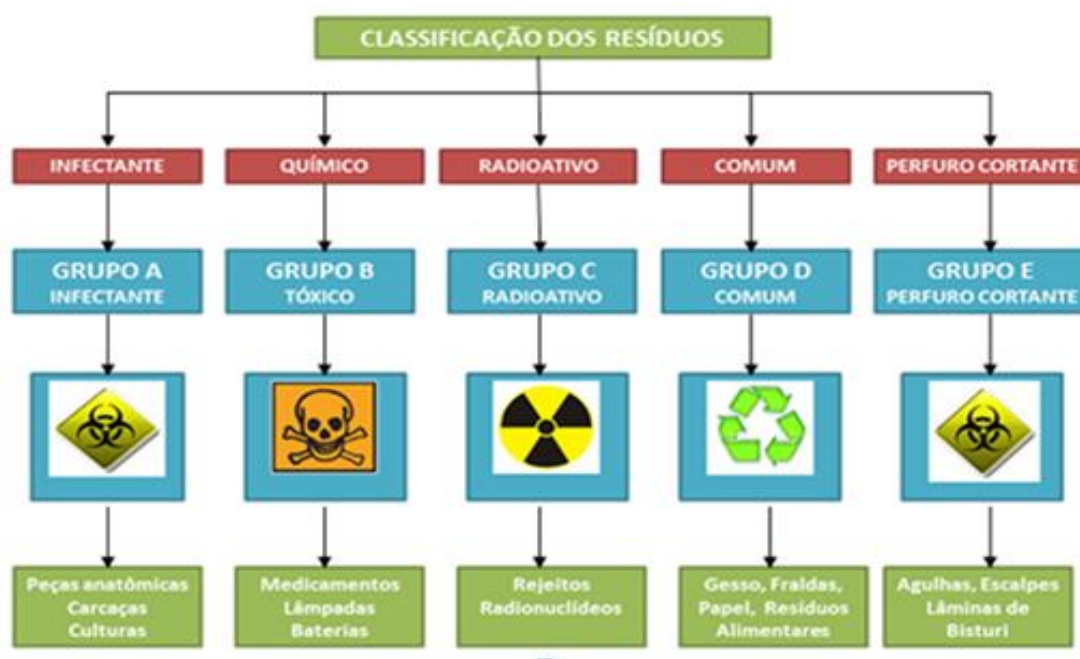 CLASSIFICAÇÃO DOS RESÍDUOS
INFECTANTE
QUÍMICO
RADIOATIVO
COMUM
PERFURO CORTANTE
GRUPO A
INFECTANTE
GRUPO B
TÓXICO
GRUPO C
RADIOATIVO
GRUPO D
COMUM
GRUPO E
PERFURO CORTANTE
Peças anatômicas
Carcaças
Culturas
Medicamentos
Lâmpadas
Baterias
Rejeitos
Radionuclídeos
Gesso, Fraldas,
Papel, Resíduos
Alimentares
Agulhas, Escalpes
Lâminas de
Bisturi